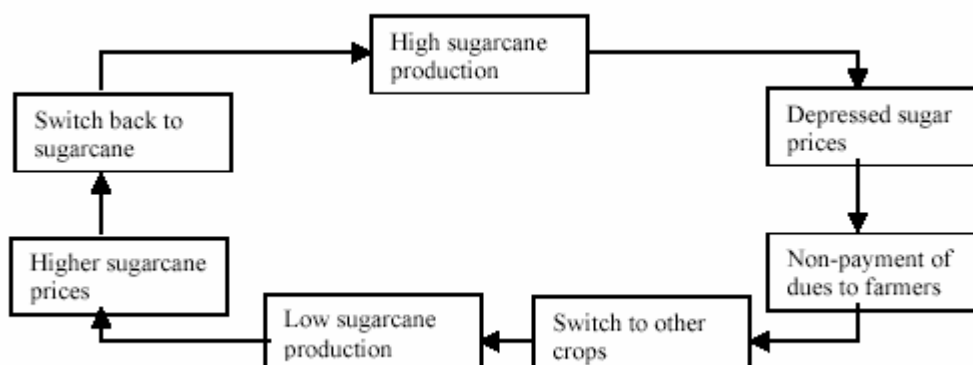 High sugarcane
production
Depressed sugar
prices
Non-payment of
dues to farmers
Switch to other
crops
Low sugarcane
production
Higher sugarcane
prices
Switch back to
sugarcane